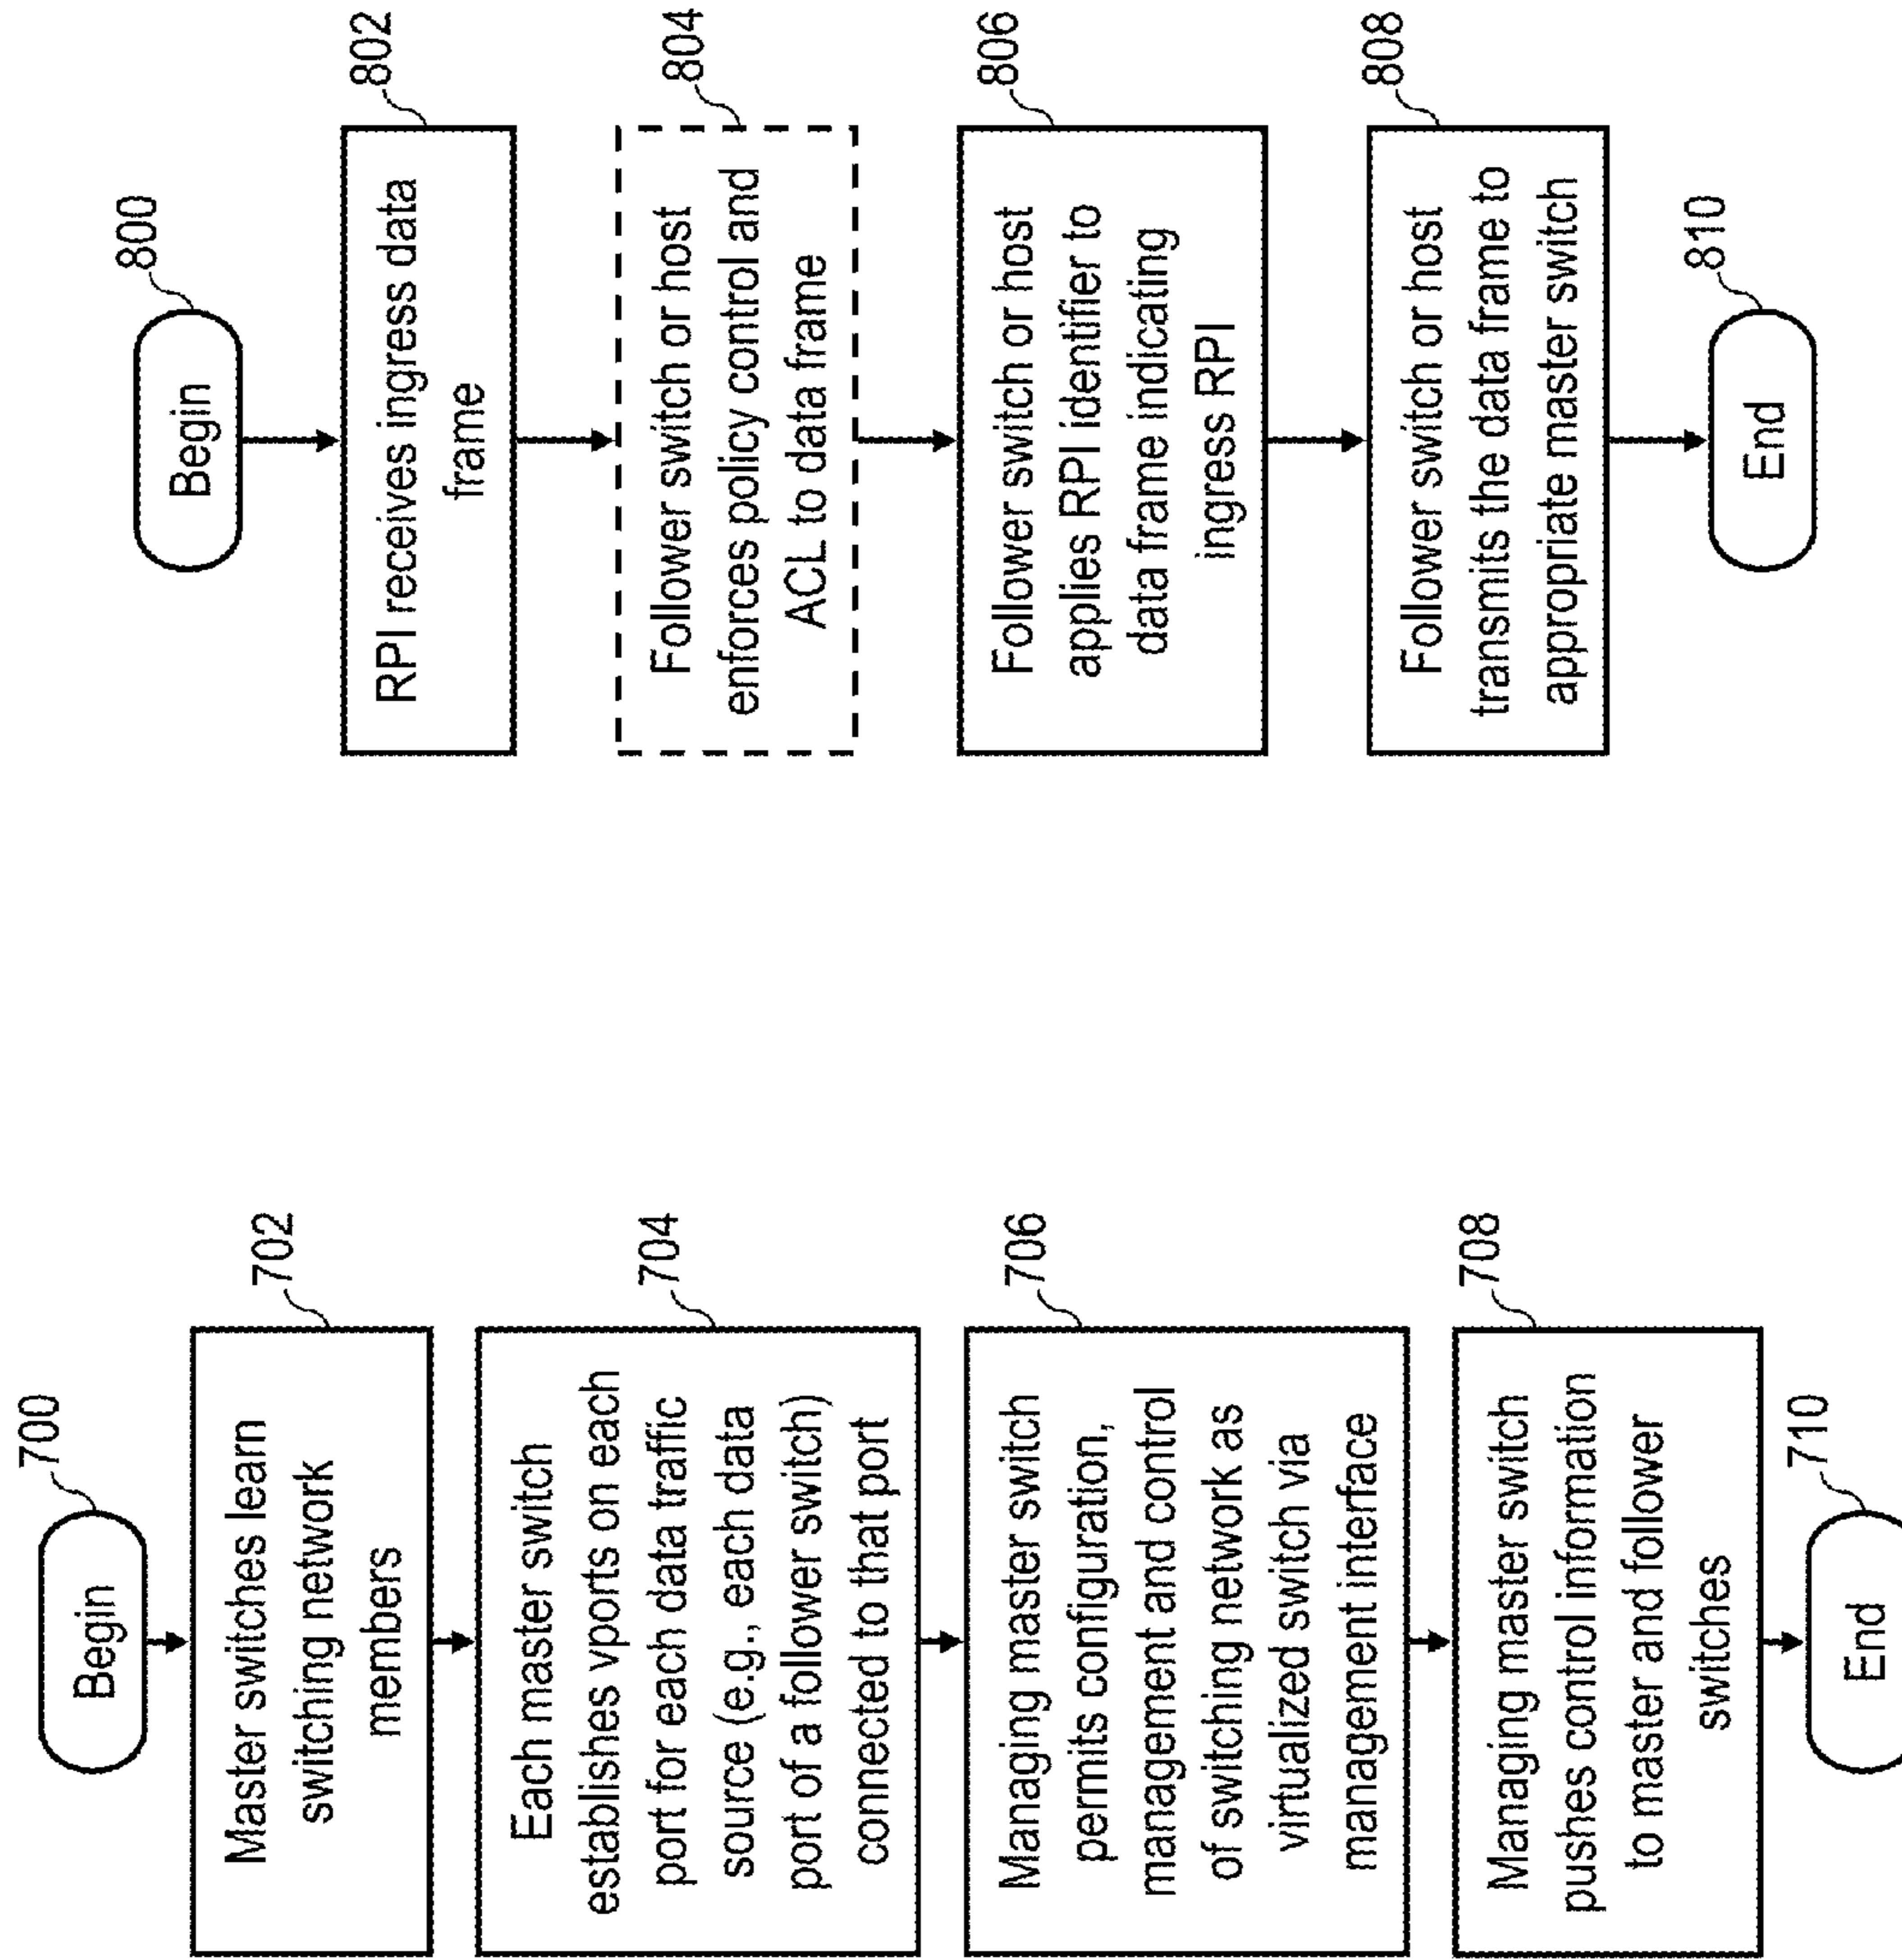 700
Begin
702
Master switches learn
switching network
members
704
Each master switch
establishes vports on each
port for each data traffic
source (e.g., each data
port of a follower switch)
connected to that port
706
Managing master switch
permits configuration,
management and control
of switching network as
virtualized switch via
management interface
708
Managing master switch
pushes control information
to master and follower
switches
710
End
800
Begin
802
RPI receives ingress data
frame
804
Follower switch or host
enforces policy control and
ACL to data frame
806
Follower switch or host
applies RPI identifier to
data frame indicating
ingress RPI
808
Follower switch or host
transmits the data frame to
appropriate master switch
810
End